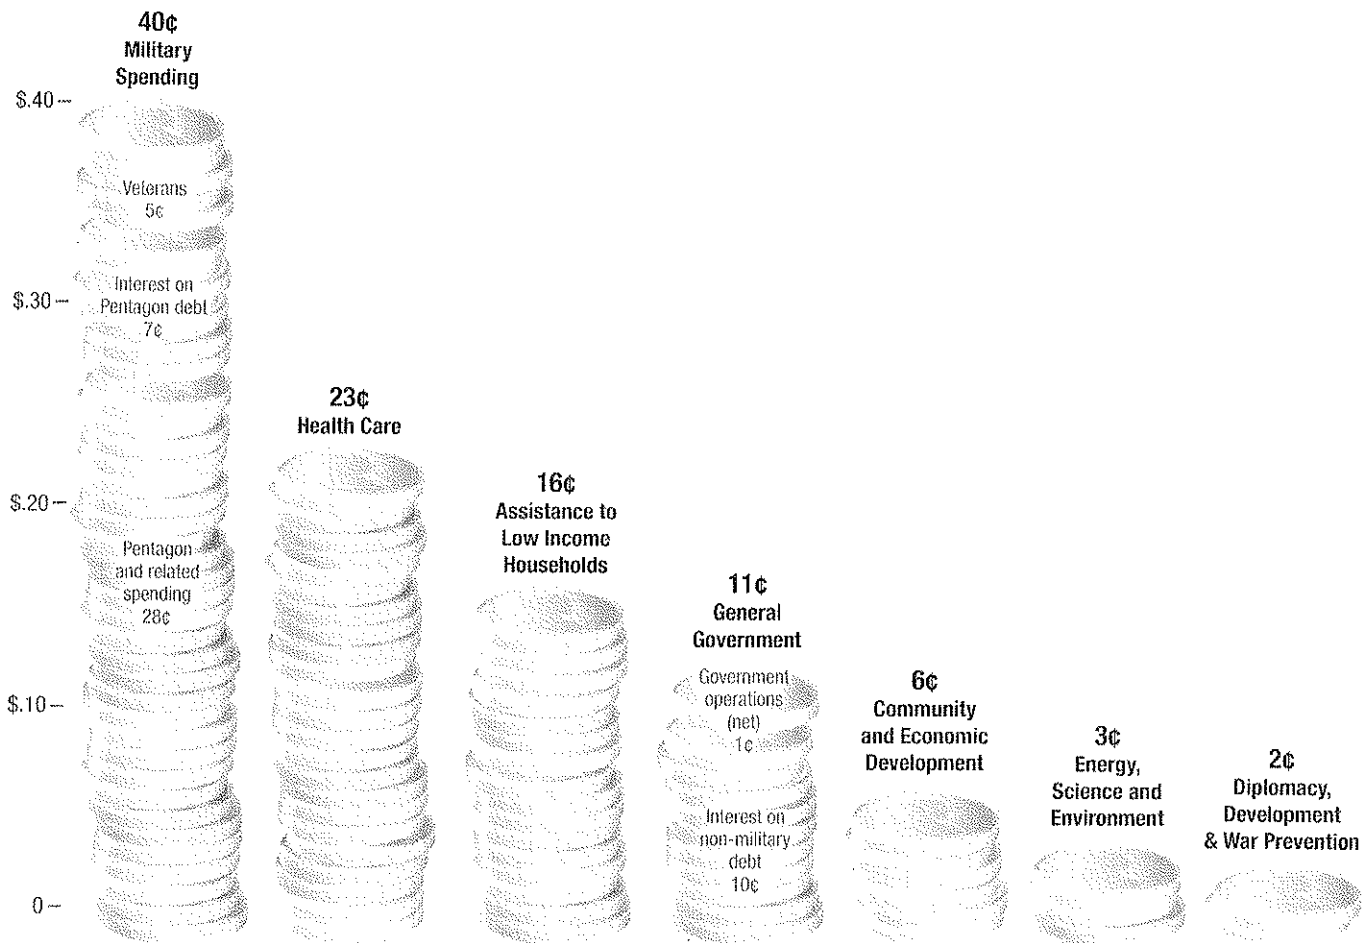 40¢
Military
Spending
$.40
Veterans
5¢
$.30
Interest on
Pentagon debt
7¢
$.20
Pentagon
and related
spending
28¢
$.10
0
23¢
Health Care
16¢
Assistance to
Low Income
Households
11¢
General
Government
Government
operations
(net)
1¢
Interest on
non-military
debt
10¢
6¢
Community
and Economic
Development
3¢
Energy,
Science and
Environment
2¢
Diplomacy,
Development
& War Prevention